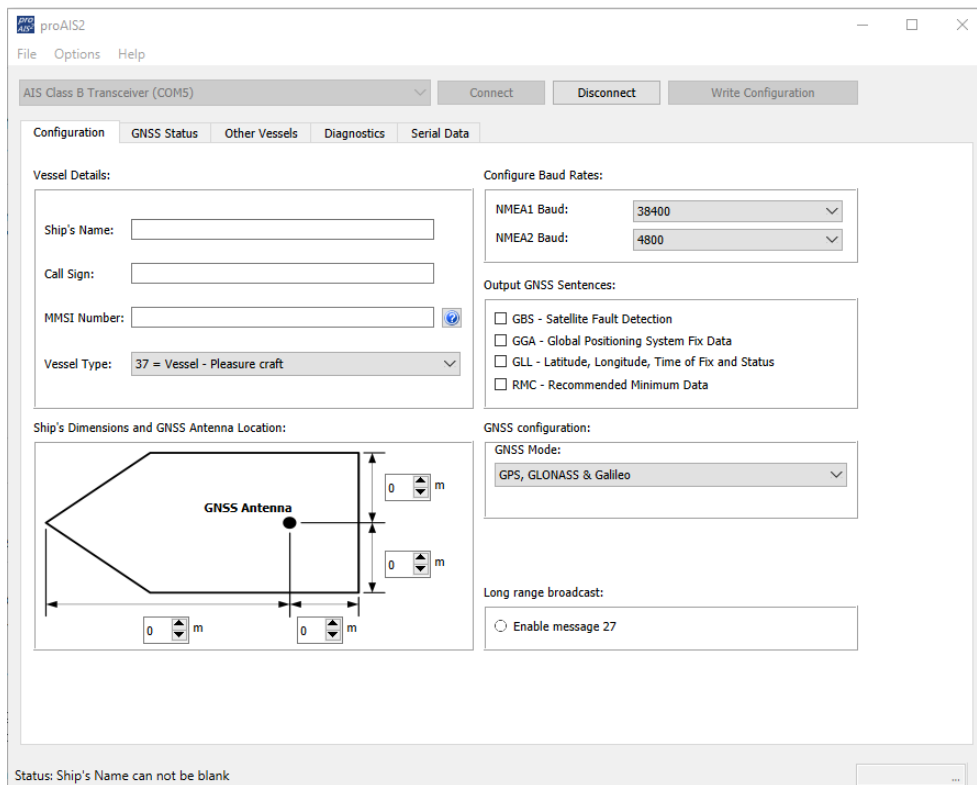 pro AIS² proAIS2
File Options Help
AIS Class B Transceiver (COM5) Connect Disconnect Write Configuration
Configuration GNSS Status Other Vessels Diagnostics Serial Data
Vessel Details:
Ship's Name:
Call Sign:
MMSI Number: ?
Vessel Type: 37 = Vessel - Pleasure craft
Configure Baud Rates:
NMEA1 Baud: 38400
NMEA2 Baud: 4800
Output GNSS Sentences:
GBS - Satellite Fault Detection
GGA - Global Positioning System Fix Data
GLL - Latitude, Longitude, Time of Fix and Status
RMC - Recommended Minimum Data
Ship's Dimensions and GNSS Antenna Location:
0 m
GNSS Antenna
0 m
0 m 0 m
GNSS configuration:
GNSS Mode:
GPS, GLONASS & Galileo
Long range broadcast:
Enable message 27
Status: Ship's Name can not be blank ...